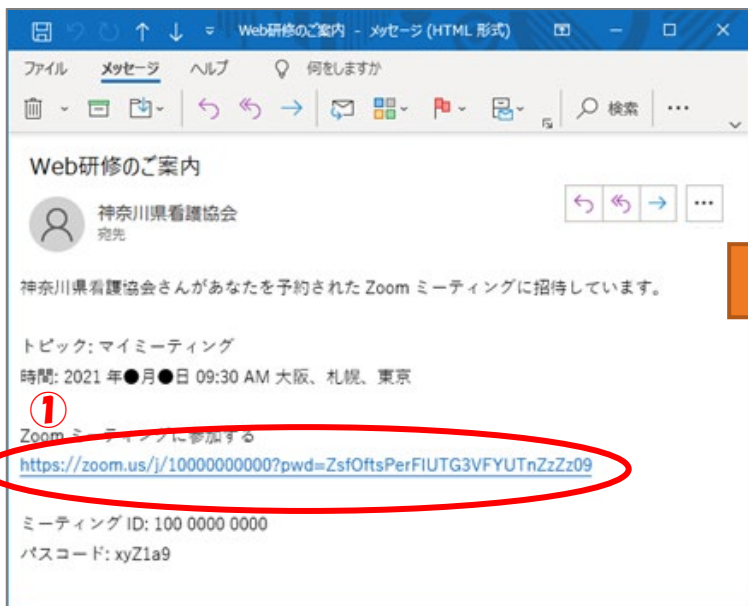 Web研修のご案内 - メッセージ (HTML 形式)
ファイル メッセージ ヘルプ 何をしますか
検索
Web研修のご案内
神奈川県看護協会
宛先
神奈川県看護協会さんがあなたを予約された Zoom ミーティングに招待しています。
トピック: マイミーティング
時間: 2021 年●月●日 09:30 AM 大阪、札幌、東京
①
Zoom ミーティングに参加する
https://zoom.us/j/10000000000?pwd=ZsfOftsPerFIUTG3VFYUTnZzZz09
ミーティング ID: 100 0000 0000
パスコード: xyZ1a9